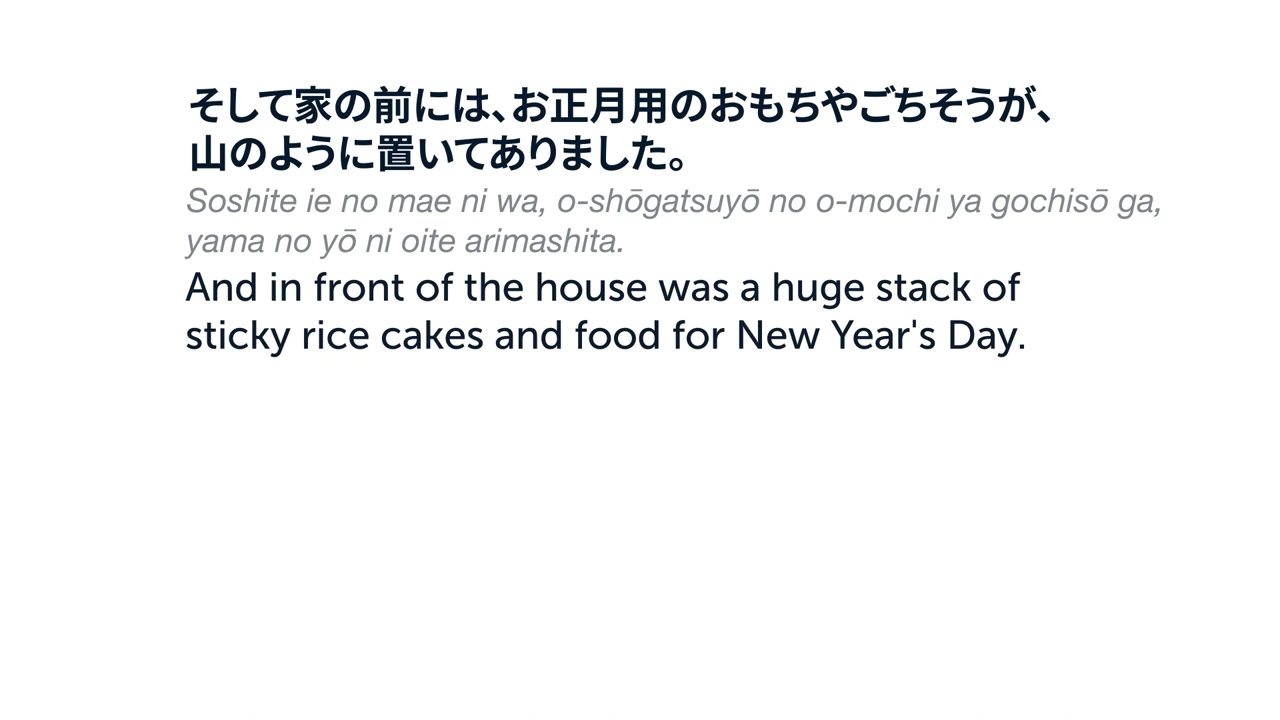 そして家の前には、お正月用のおもちやごちそうが、
山のように置いてありました。
Soshite ie no mae ni wa, o-shōgatsuyō no o-mochi ya gochisō ga,
yama no yō ni oite arimashita.
And in front of the house was a huge stack of
sticky rice cakes and food for New Year's Day.